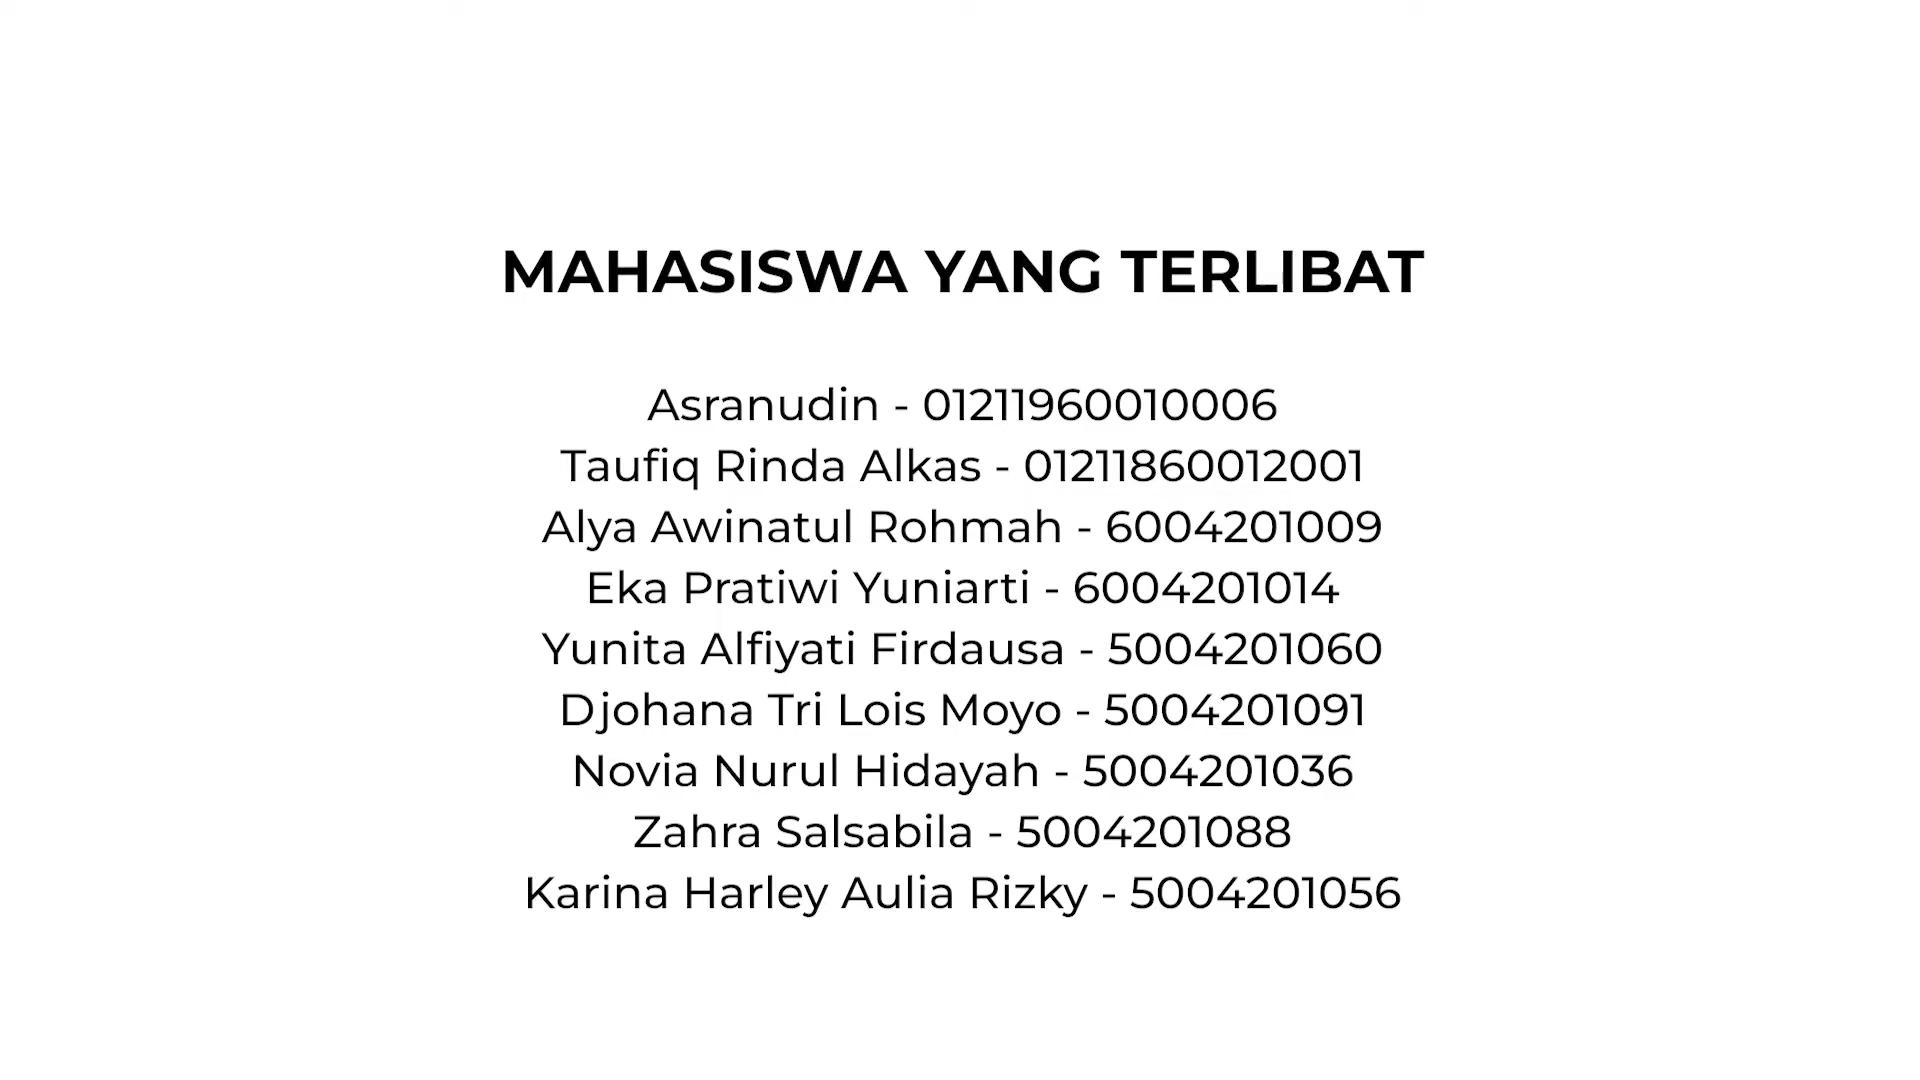 MAHASISWA YANG TERLIBAT
Asranudin - 01211960010006
Taufiq Rinda Alkas - 01211860012001
Alya Awinatul Rohmah - 6004201009
Eka Pratiwi Yuniarti - 6004201014
Yunita Alfiyati Firdausa - 5004201060
Djohana Tri Lois Moyo - 5004201091
Novia Nurul Hidayah - 5004201036
Zahra Salsabila - 5004201088
Karina Harley Aulia Rizky - 5004201056